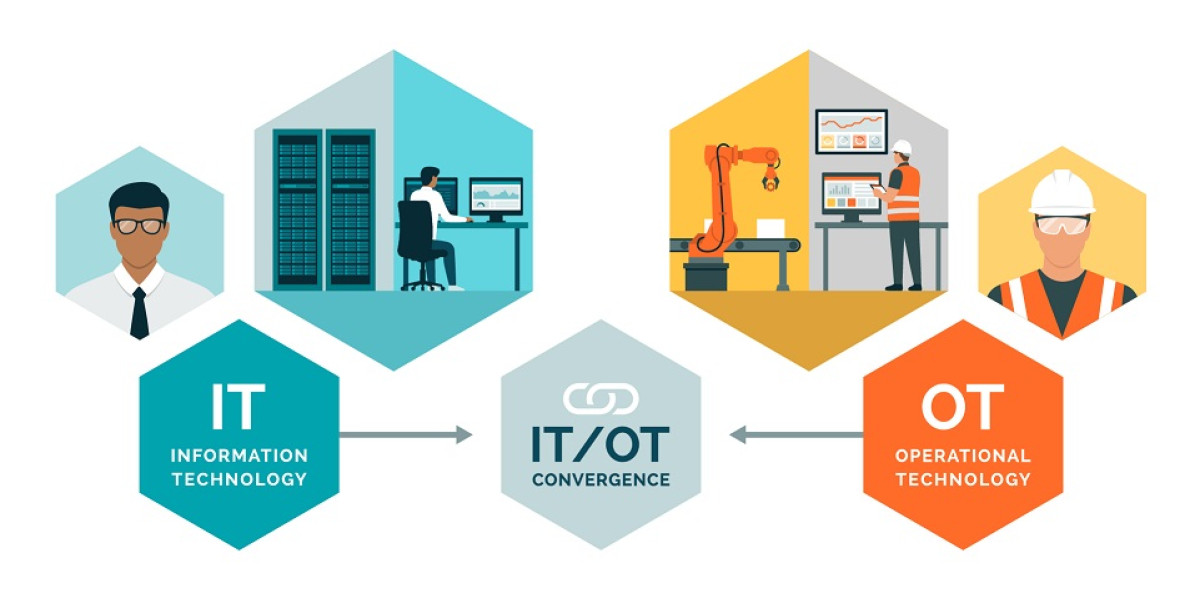 IT
INFORMATION
TECHNOLOGY
IT/OT
CONVERGENCE
OT
OPERATIONAL
TECHNOLOGY